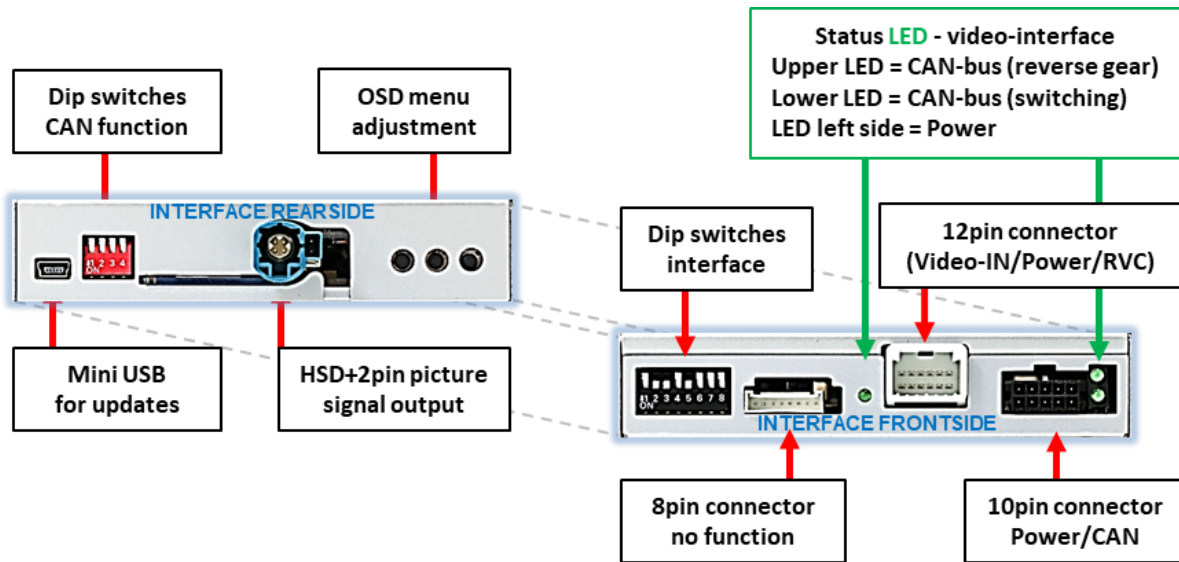 Status LED - video-interface
Upper LED = CAN-bus (reverse gear)
Lower LED = CAN-bus (switching)
LED left side = Power
Dip switches
CAN function
OSD menu
adjustment
INTERFACE REARSIDE
1 2 3 4
ON
Dip switches
interface
12pin connector
(Video-IN/Power/RVC)
Mini USB
for updates
HSD+2pin picture
signal output
1 2 3 4 5 6 7 8
ON
INTERFACE FRONTSIDE
8pin connector
no function
10pin connector
Power/CAN